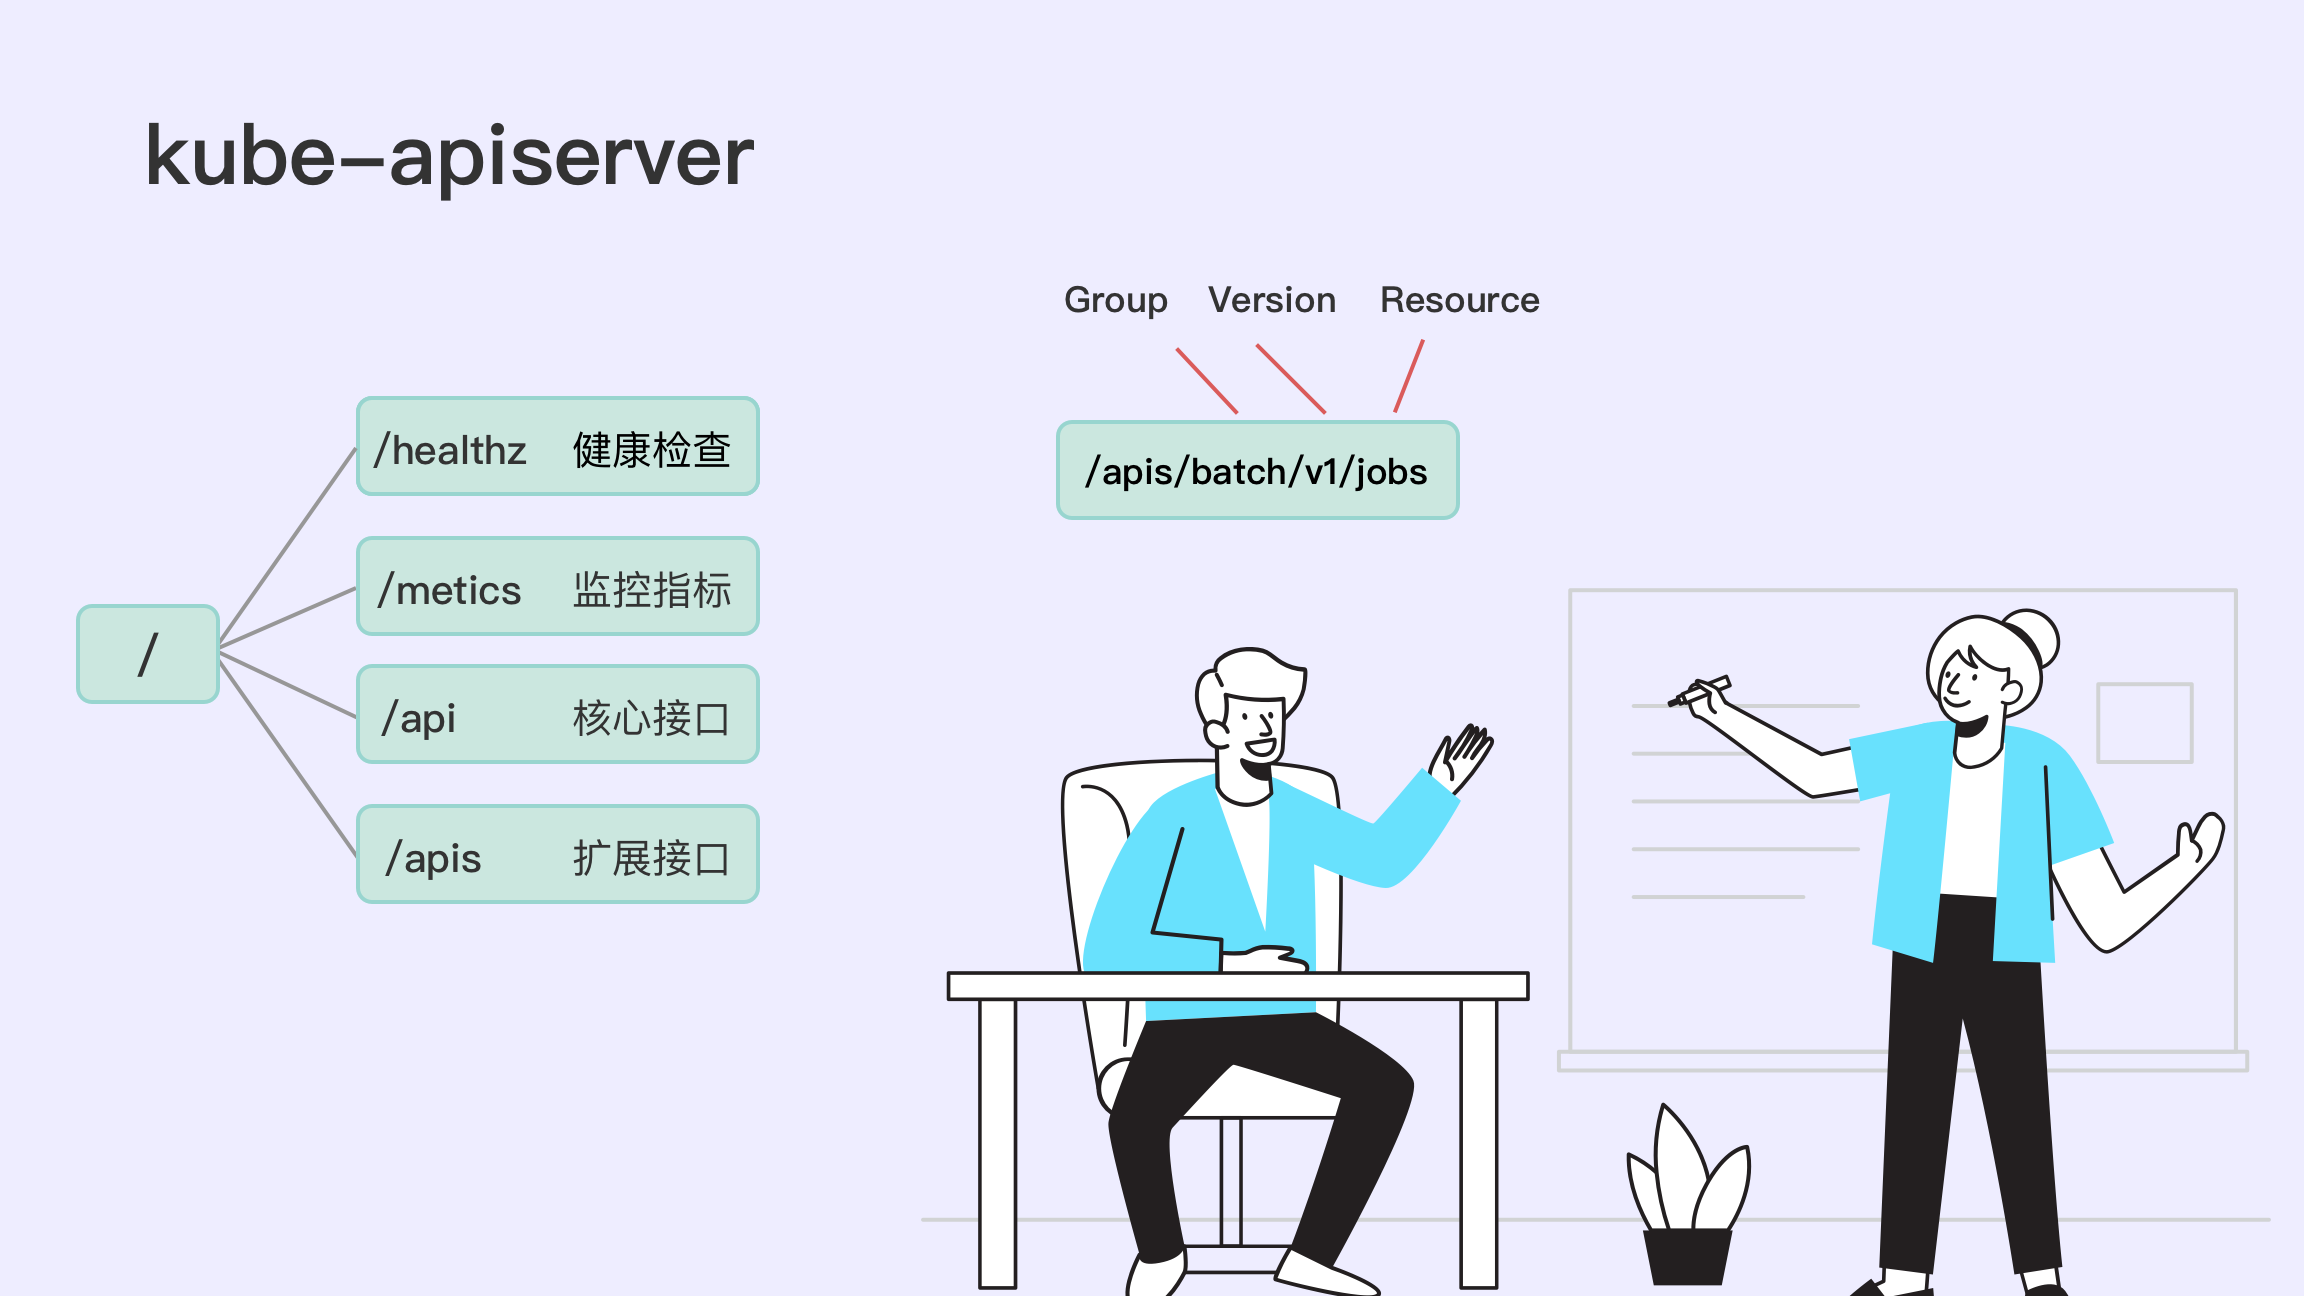 kube-apiserver
Group Version Resource
/apis/batch/v1/jobs
/
/healthz 健康检查
/metics 监控指标
/api 核心接口
/apis 扩展接口